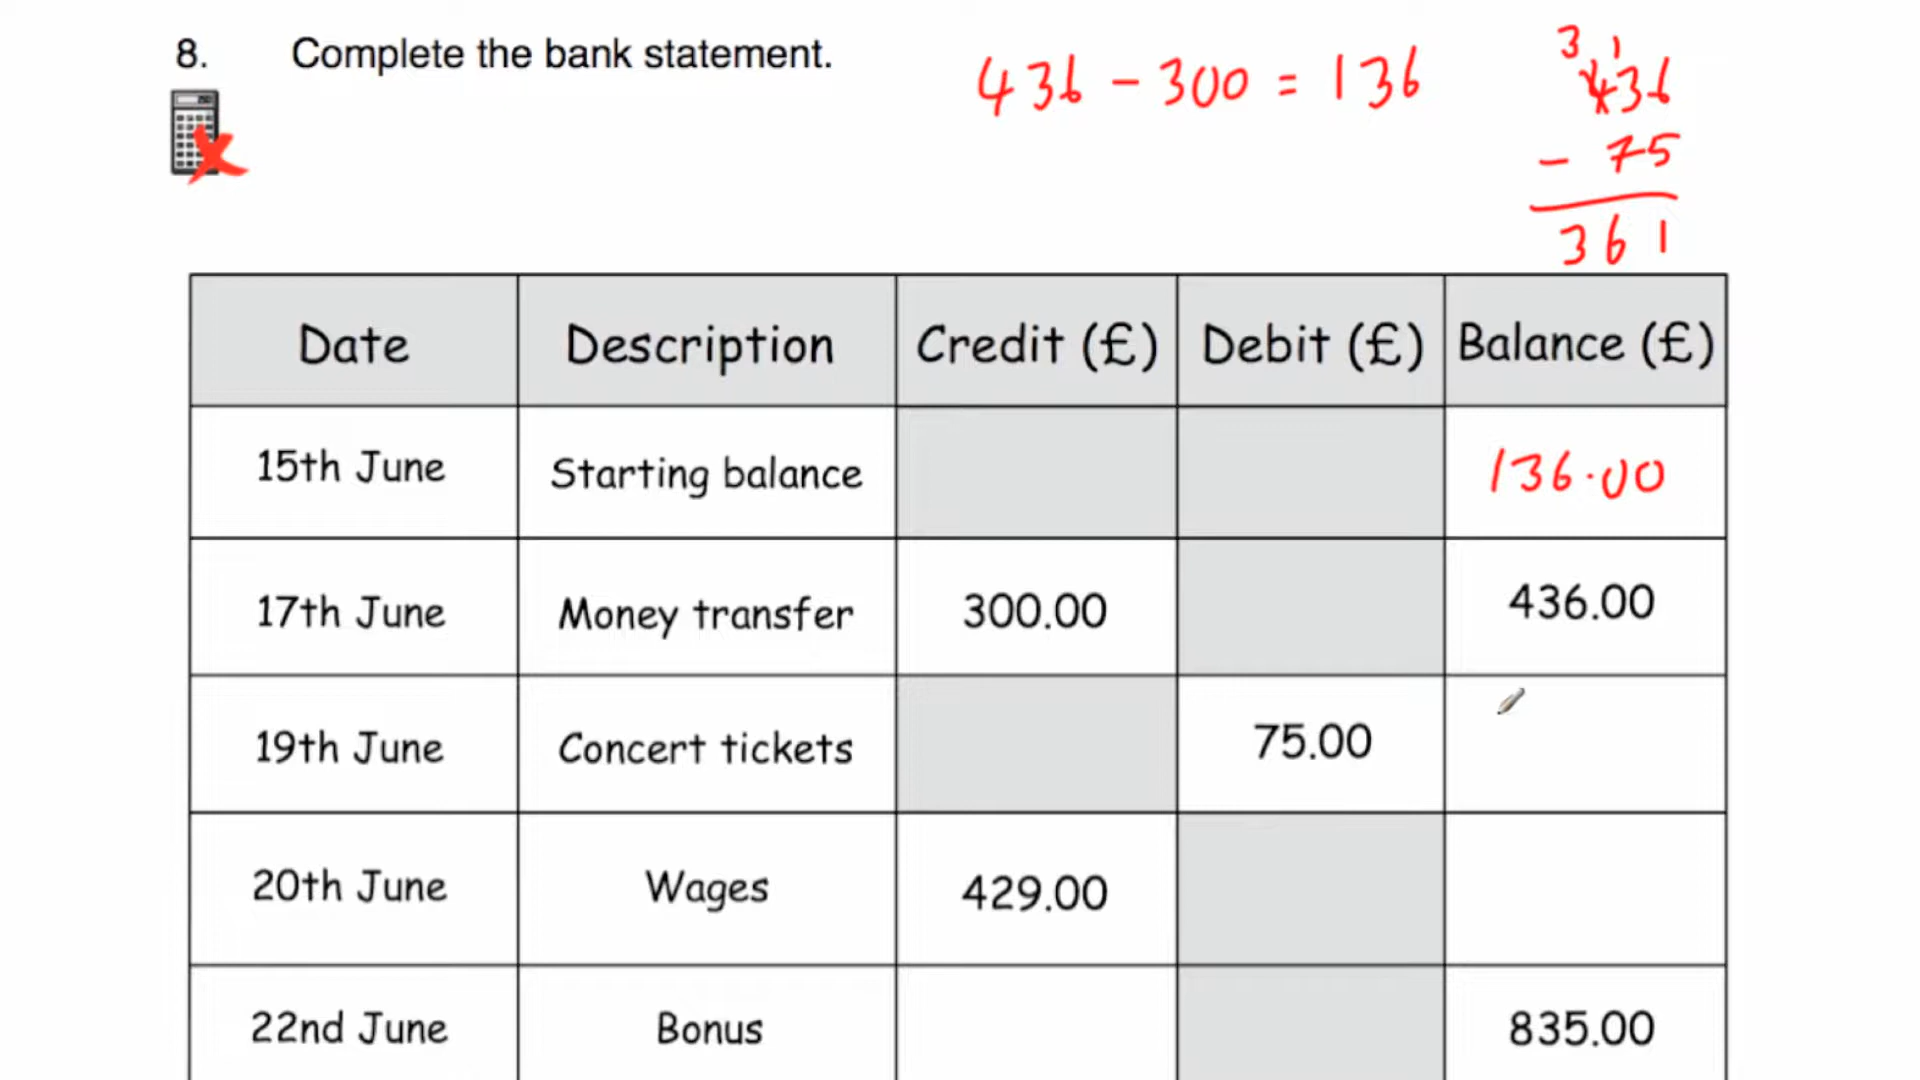 8. Complete the bank statement.
436 - 300 = 136
3 1
436
- 75
361
Date Description Credit (£) Debit (£) Balance (£)
15th June Starting balance 136.00
17th June Money transfer 300.00 436.00
19th June Concert tickets 75.00
20th June Wages 429.00
22nd June Bonus 835.00